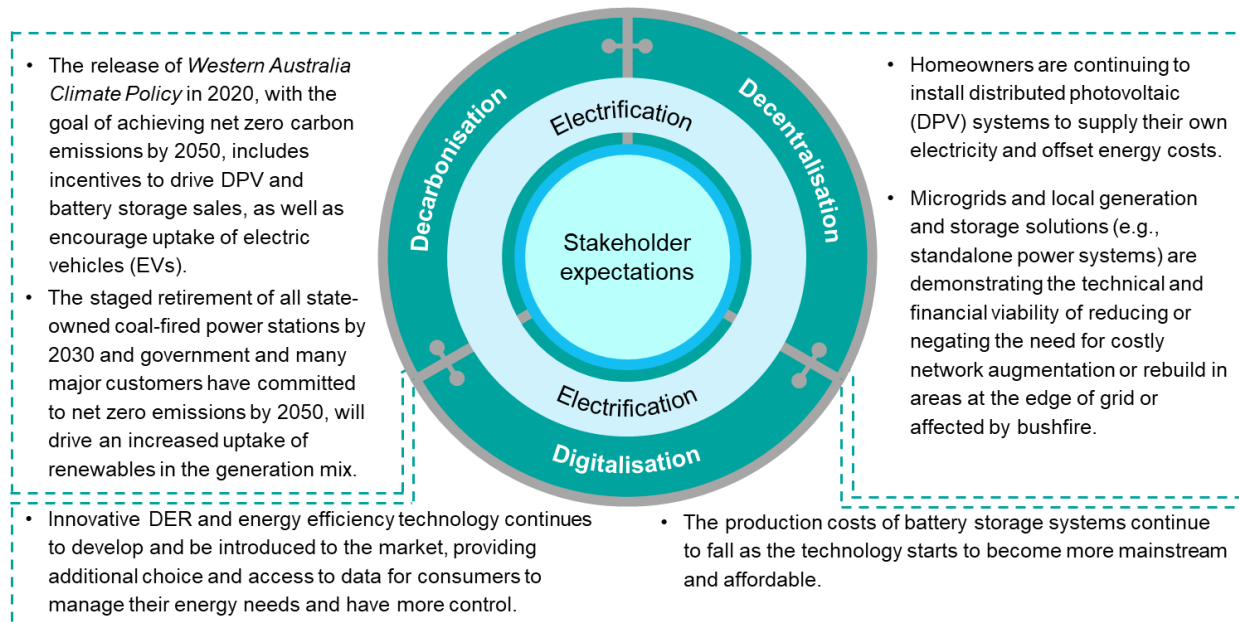 • The release of Western Australia
Climate Policy in 2020, with the
goal of achieving net zero carbon
emissions by 2050, includes
incentives to drive DPV and
battery storage sales, as well as
encourage uptake of electric
vehicles (EVs).
• The staged retirement of all state-
owned coal-fired power stations by
2030 and government and many
major customers have committed
to net zero emissions by 2050, will
drive an increased uptake of
renewables in the generation mix.
Decarbonisation
Decentralisation
Digitalisation
Electrification
Stakeholder
expectations
Electrification
• Homeowners are continuing to
install distributed photovoltaic
(DPV) systems to supply their own
electricity and offset energy costs.
• Microgrids and local generation
and storage solutions (e.g.,
standalone power systems) are
demonstrating the technical and
financial viability of reducing or
negating the need for costly
network augmentation or rebuild in
areas at the edge of grid or
affected by bushfire.
• Innovative DER and energy efficiency technology continues
to develop and be introduced to the market, providing
additional choice and access to data for consumers to
manage their energy needs and have more control.
• The production costs of battery storage systems continue
to fall as the technology starts to become more mainstream
and affordable.